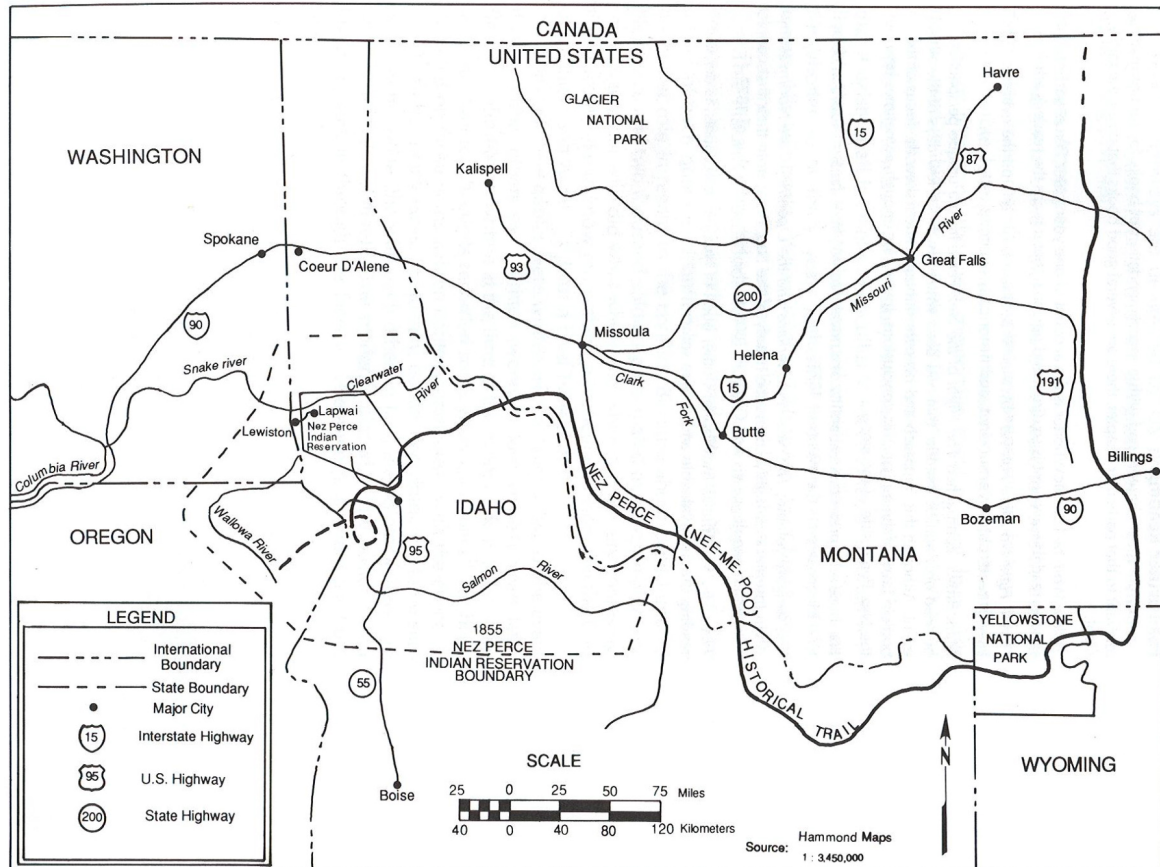 CANADA
UNITED STATES
GLACIER
NATIONAL
PARK
Havre
15
87
WASHINGTON
Kalispell
River
Spokane
Coeur D'Alene
93
Great Falls
200
Missouri
90
Missoula
Snake river
Helena
Clearwater
River
Clark
Fork
15
191
Lapwai
Lewiston
Nez Perce
Indian
Reservation
Butte
Billings
Columbia River
NEZ PERCE (NEE-ME-POO) HISTORICAL TRAIL
IDAHO
Bozeman
90
Wallowa River
OREGON
95
MONTANA
Salmon River
LEGEND
International
Boundary
State Boundary
Major City
15
Interstate Highway
95
U.S. Highway
200
State Highway
1855
NEZ PERCE
INDIAN RESERVATION
BOUNDARY
YELLOWSTONE
NATIONAL
PARK
55
SCALE
N
WYOMING
Boise
25 0 25 50 75 Miles
40 0 40 80 120 Kilometers
Source: Hammond Maps
1 : 3,450,000